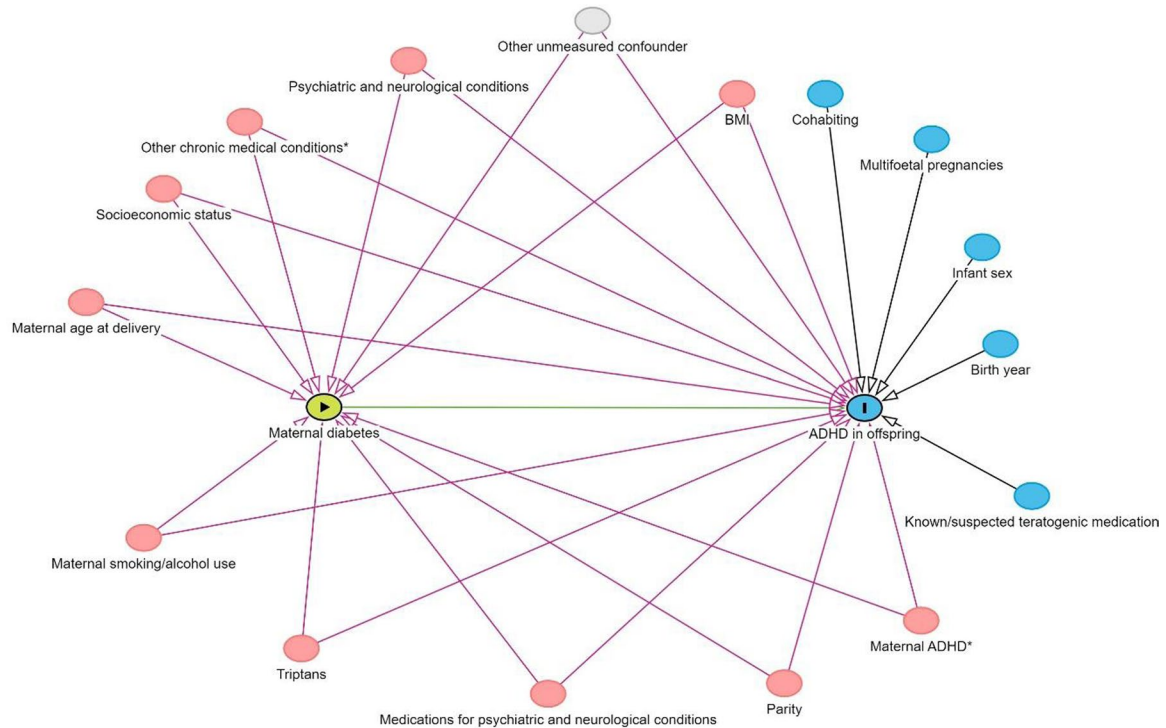 Other unmeasured confounder
Psychiatric and neurological conditions
BMI
Cohabiting
Other chronic medical conditions*
Multifoetal pregnancies
Socioeconomic status
Infant sex
Maternal age at delivery
Birth year
Maternal diabetes
ADHD in offspring
Known/suspected teratogenic medication
Maternal smoking/alcohol use
Maternal ADHD*
Triptans
Parity
Medications for psychiatric and neurological conditions